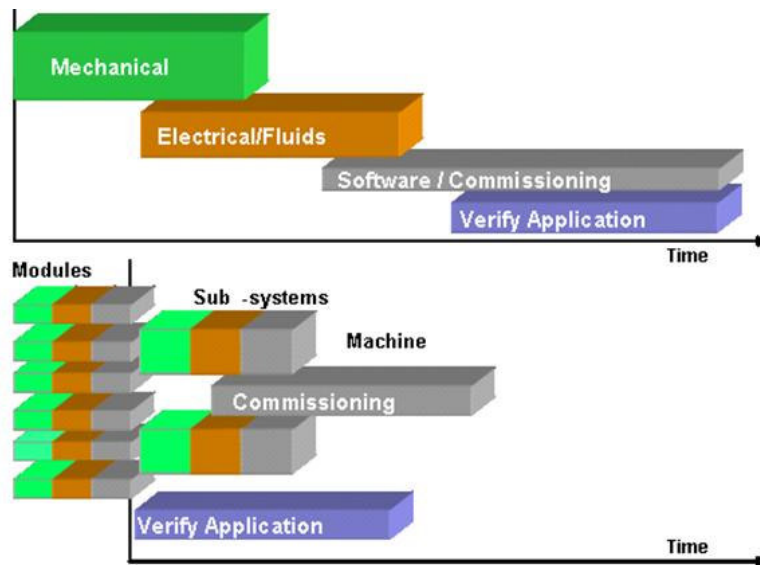 Mechanical
Electrical/Fluids
Software / Commissioning
Verify Application
Time
Modules
Sub -systems
Machine
Commissioning
Verify Application
Time